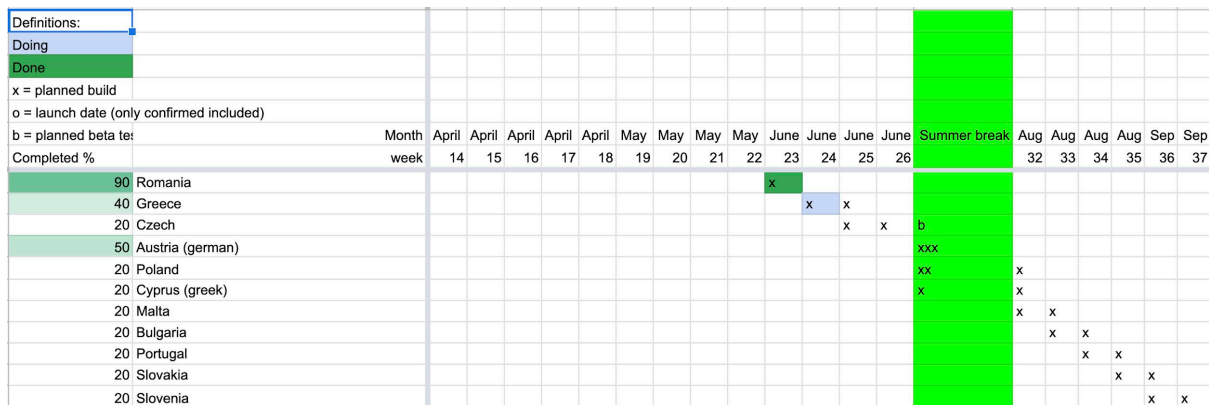 Definitions:
Doing
Done
x = planned build
o = launch date (only confirmed included)
b = planned beta tes Month April April April April April May May May May June June June June Summer break Aug Aug Aug Aug Sep Sep
Completed % week 14 15 16 17 18 19 20 21 22 23 24 25 26 32 33 34 35 36 37
90 Romania x
40 Greece x x
20 Czech x x b
50 Austria (german) xxx
20 Poland xx x
20 Cyprus (greek) x x
20 Malta x x
20 Bulgaria x x
20 Portugal x x
20 Slovakia x x
20 Slovenia x x